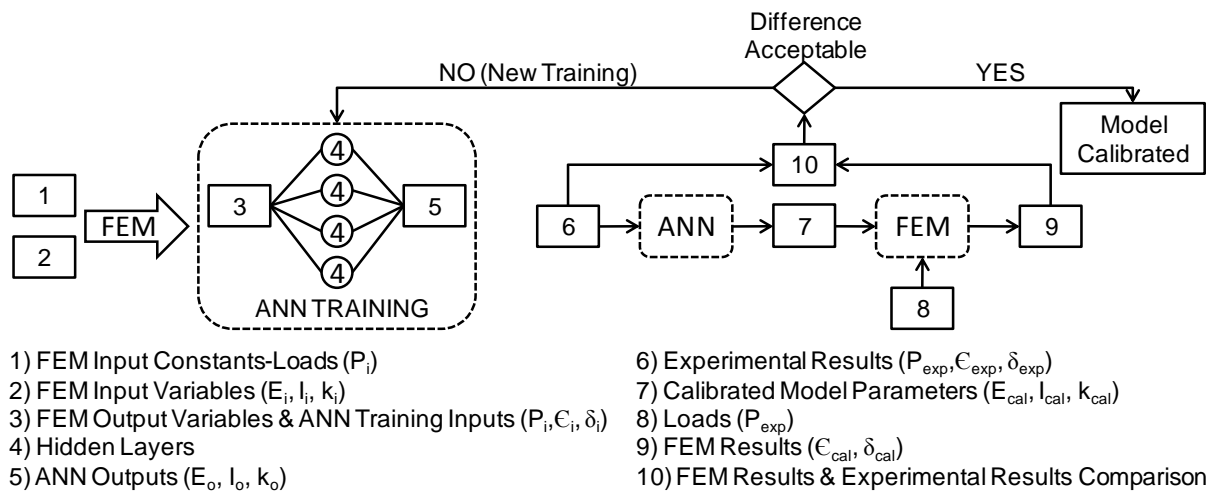 Difference
Acceptable
NO (New Training)
YES
Model
Calibrated
1
2
FEM
3
4
4
4
4
5
ANN TRAINING
10
6
ANN
7
FEM
9
8
1) FEM Input Constants-Loads (Pi)
2) FEM Input Variables (Ei, Ii, ki)
3) FEM Output Variables & ANN Training Inputs (Pi,Єi, δi)
4) Hidden Layers
5) ANN Outputs (Eo, Io, ko)
6) Experimental Results (Pexp,Єexp, δexp)
7) Calibrated Model Parameters (Ecal, Ical, kcal)
8) Loads (Pexp)
9) FEM Results (Єcal, δcal)
10) FEM Results & Experimental Results Comparison